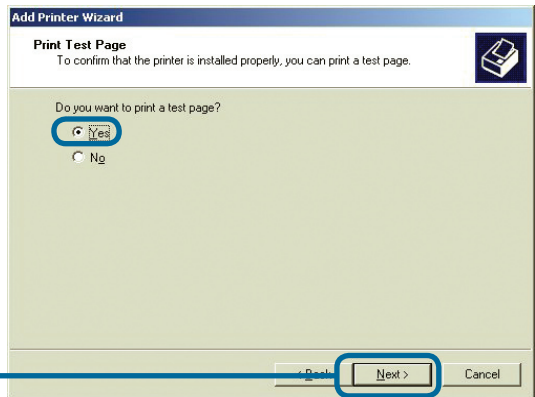 Add Printer Wizard
Print Test Page
To confirm that the printer is installed properly, you can print a test page.
Do you want to print a test page?
Yes
No
< Back Next > Cancel